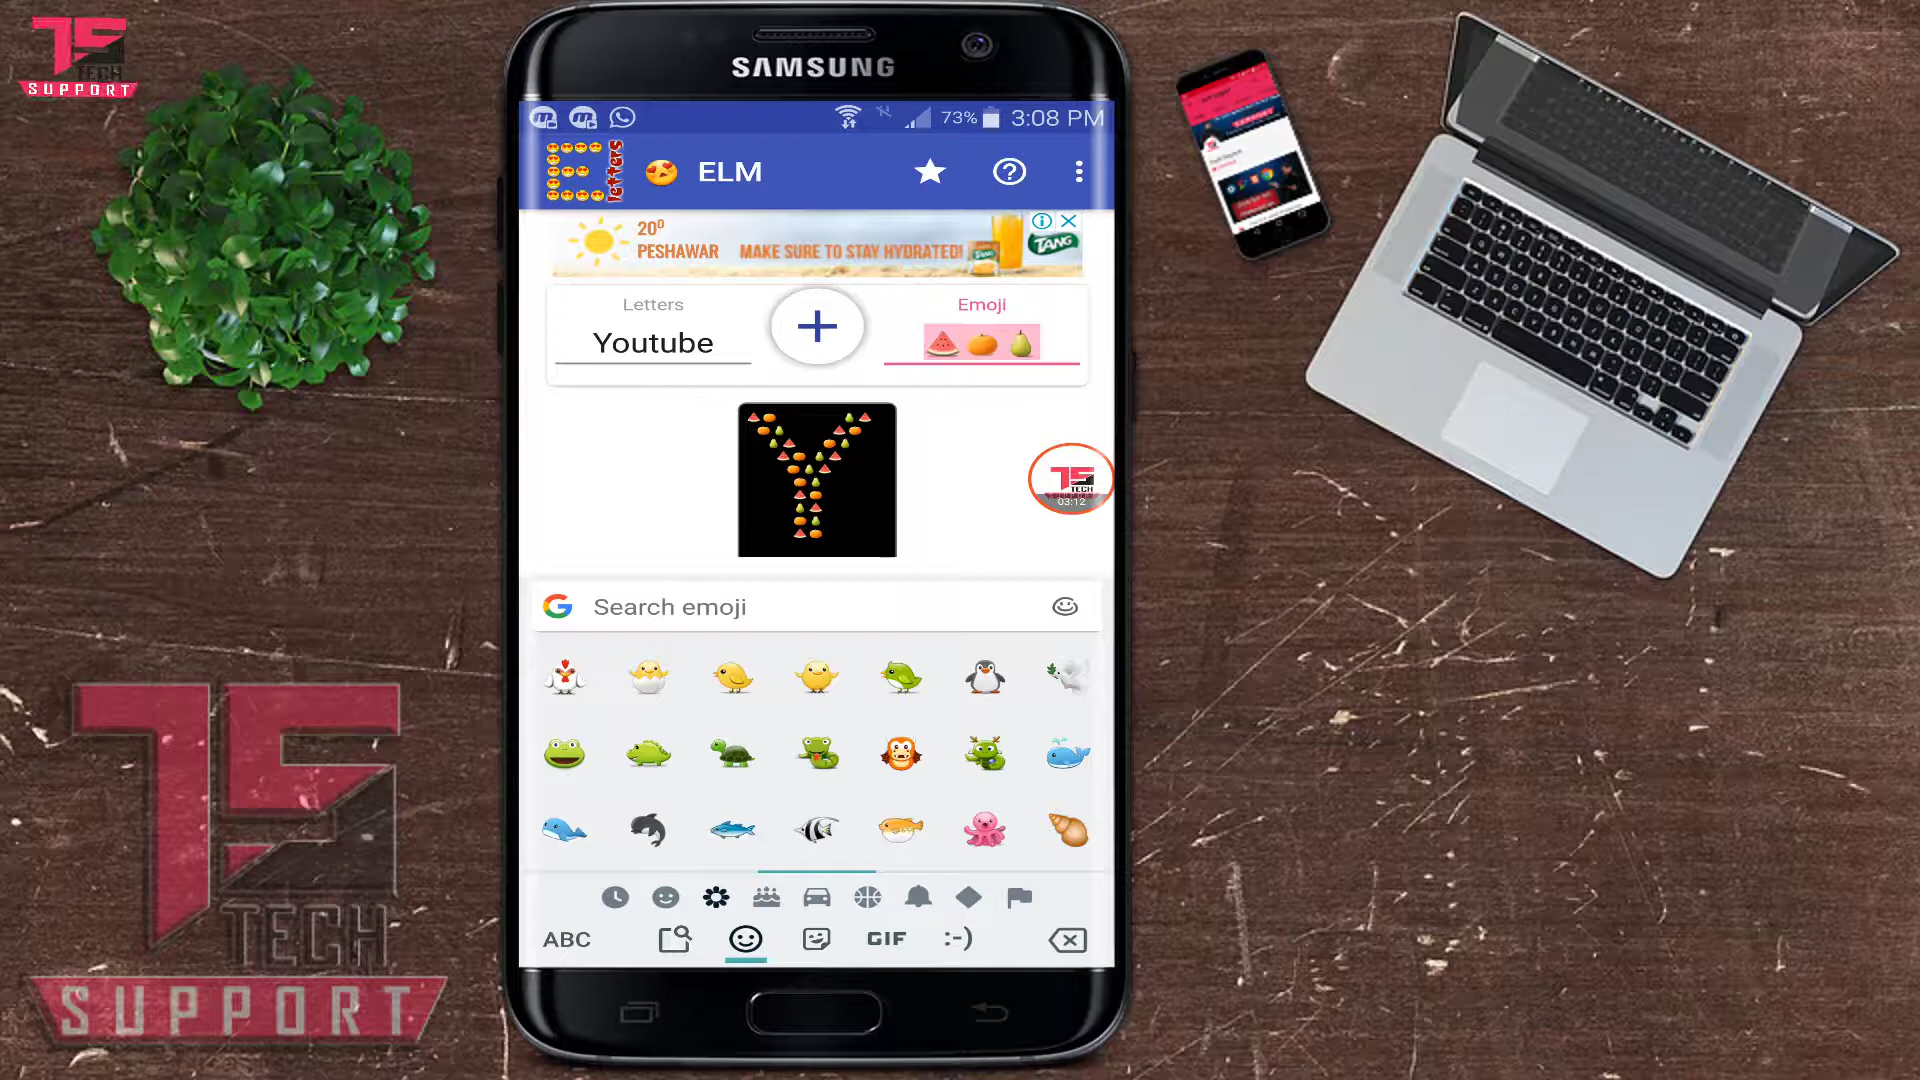 TECH
SUPPORT
SAMSUNG
73% 3:08 PM
letters
ELM
20⁰
PESHAWAR
MAKE SURE TO STAY HYDRATED!
TANG
Letters
Emoji
Youtube
TECH
03:12
Search emoji
ABC
GIF
:-)
TECH
SUPPORT